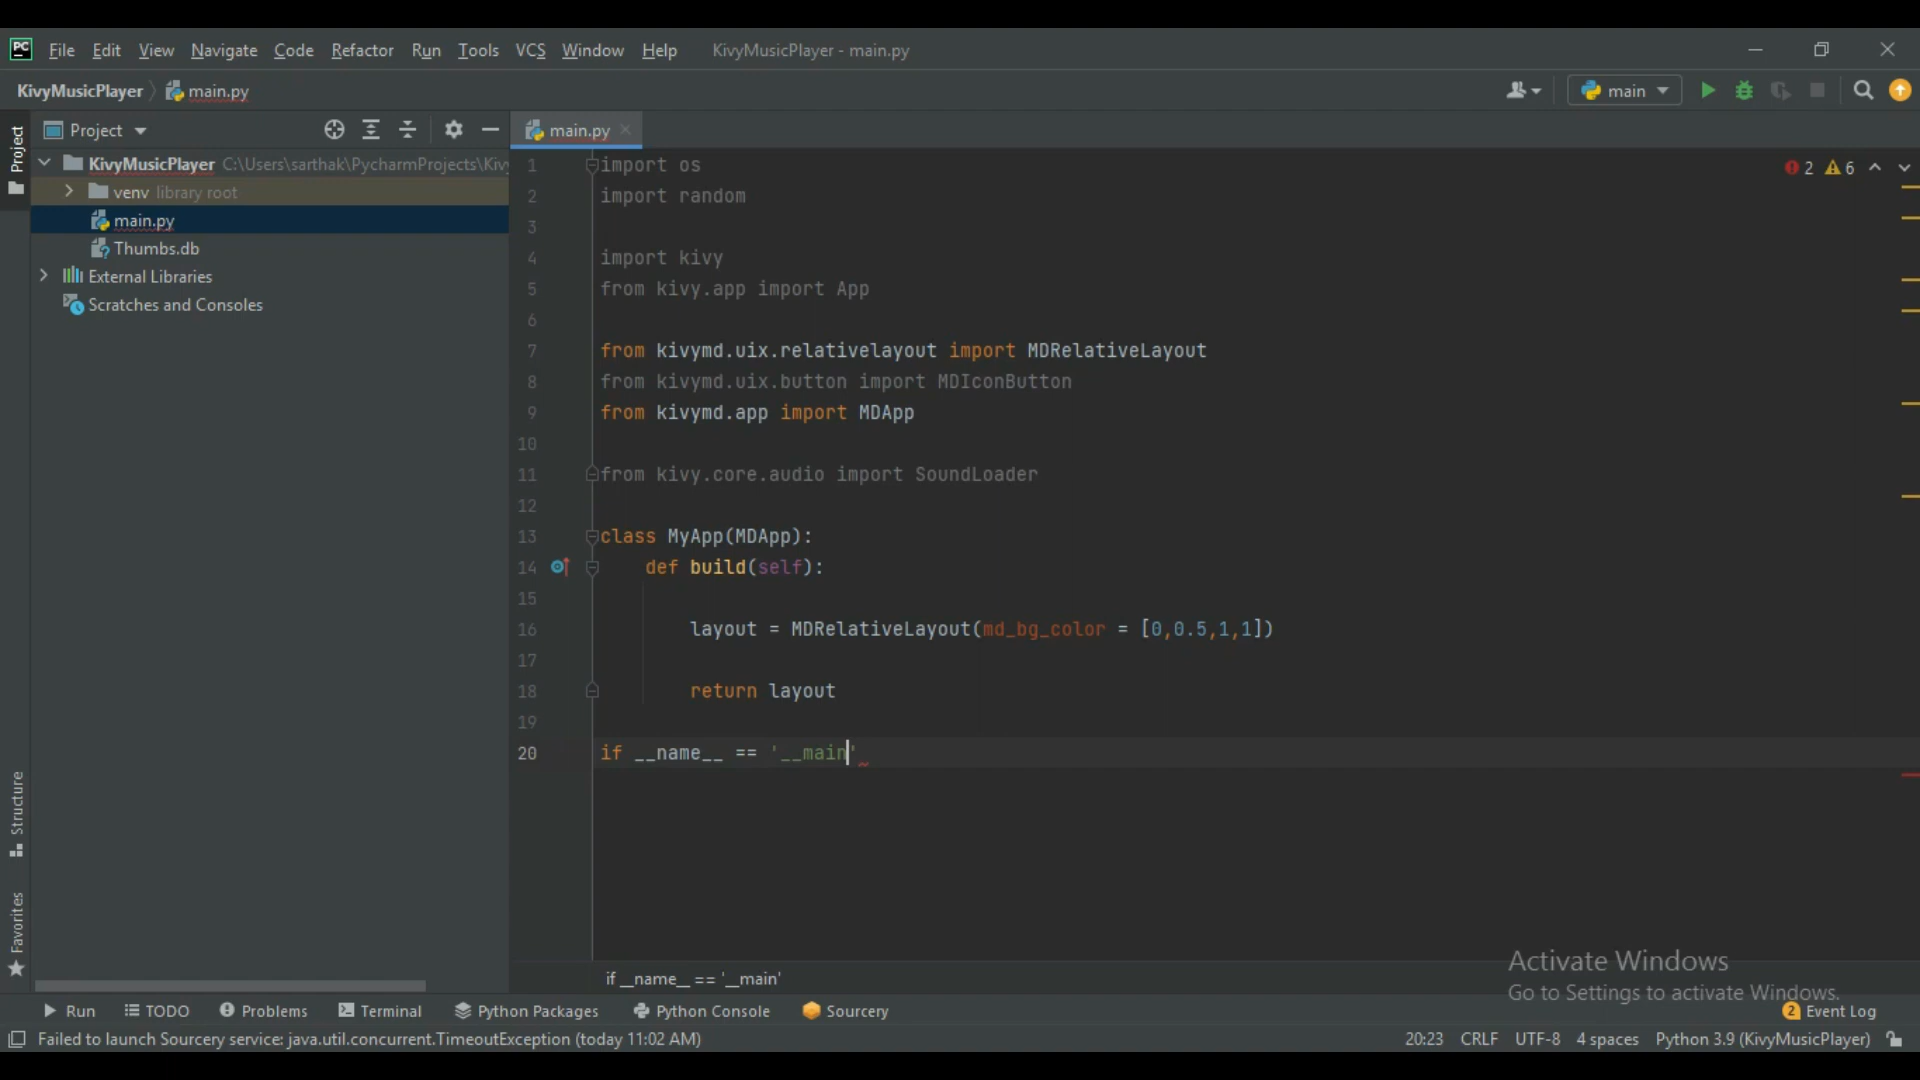 PC File Edit View Navigate Code Refactor Run Tools VCS Window Help KivyMusicPlayer - main.py
KivyMusicPlayer main.py main
Project Project main.py
KivyMusicPlayer C:\Users\sarthak\PycharmProjects\Kiv
venv library root
main.py
Thumbs.db
External Libraries
Scratches and Consoles
Structure
Favorites
2 6
1 import os
2 import random
3
4 import kivy
5 from kivy.app import App
6
7 from kivymd.uix.relativelayout import MDRelativeLayout
8 from kivymd.uix.button import MDIconButton
9 from kivymd.app import MDApp
10
11 from kivy.core.audio import SoundLoader
12
13 class MyApp(MDApp):
14 def build(self):
15
16 layout = MDRelativeLayout(md_bg_color = [0,0.5,1,1])
17
18 return layout
19
20 if __name__ == '__main'
if __name__ == '__main'
Activate Windows
Go to Settings to activate Windows.
Run TODO Problems Terminal Python Packages Python Console Sourcery 2 Event Log
Failed to launch Sourcery service: java.util.concurrent.TimeoutException (today 11:02 AM) 20:23 CRLF UTF-8 4 spaces Python 3.9 (KivyMusicPlayer)